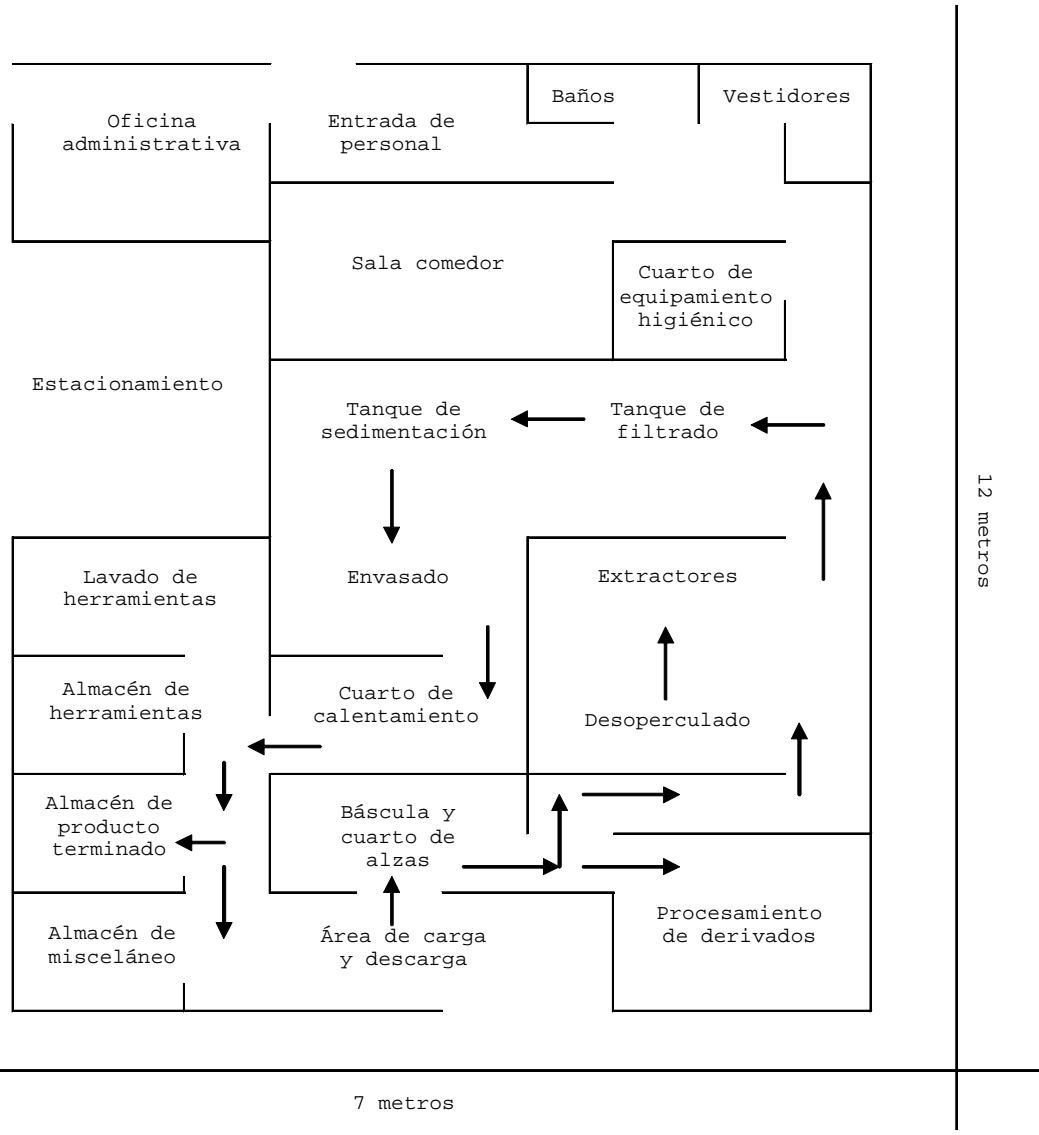 Baños
Vestidores
Oficina
administrativa
Entrada de
personal
Sala comedor
Cuarto de
equipamiento
higiénico
Estacionamiento
Tanque de
sedimentación
Tanque de
filtrado
12 metros
Lavado de
herramientas
Envasado
Extractores
Almacén de
herramientas
Cuarto de
calentamiento
Desoperculado
Almacén de
producto
terminado
Báscula y
cuarto de
alzas
Almacén de
misceláneo
Área de carga
y descarga
Procesamiento
de derivados
7 metros